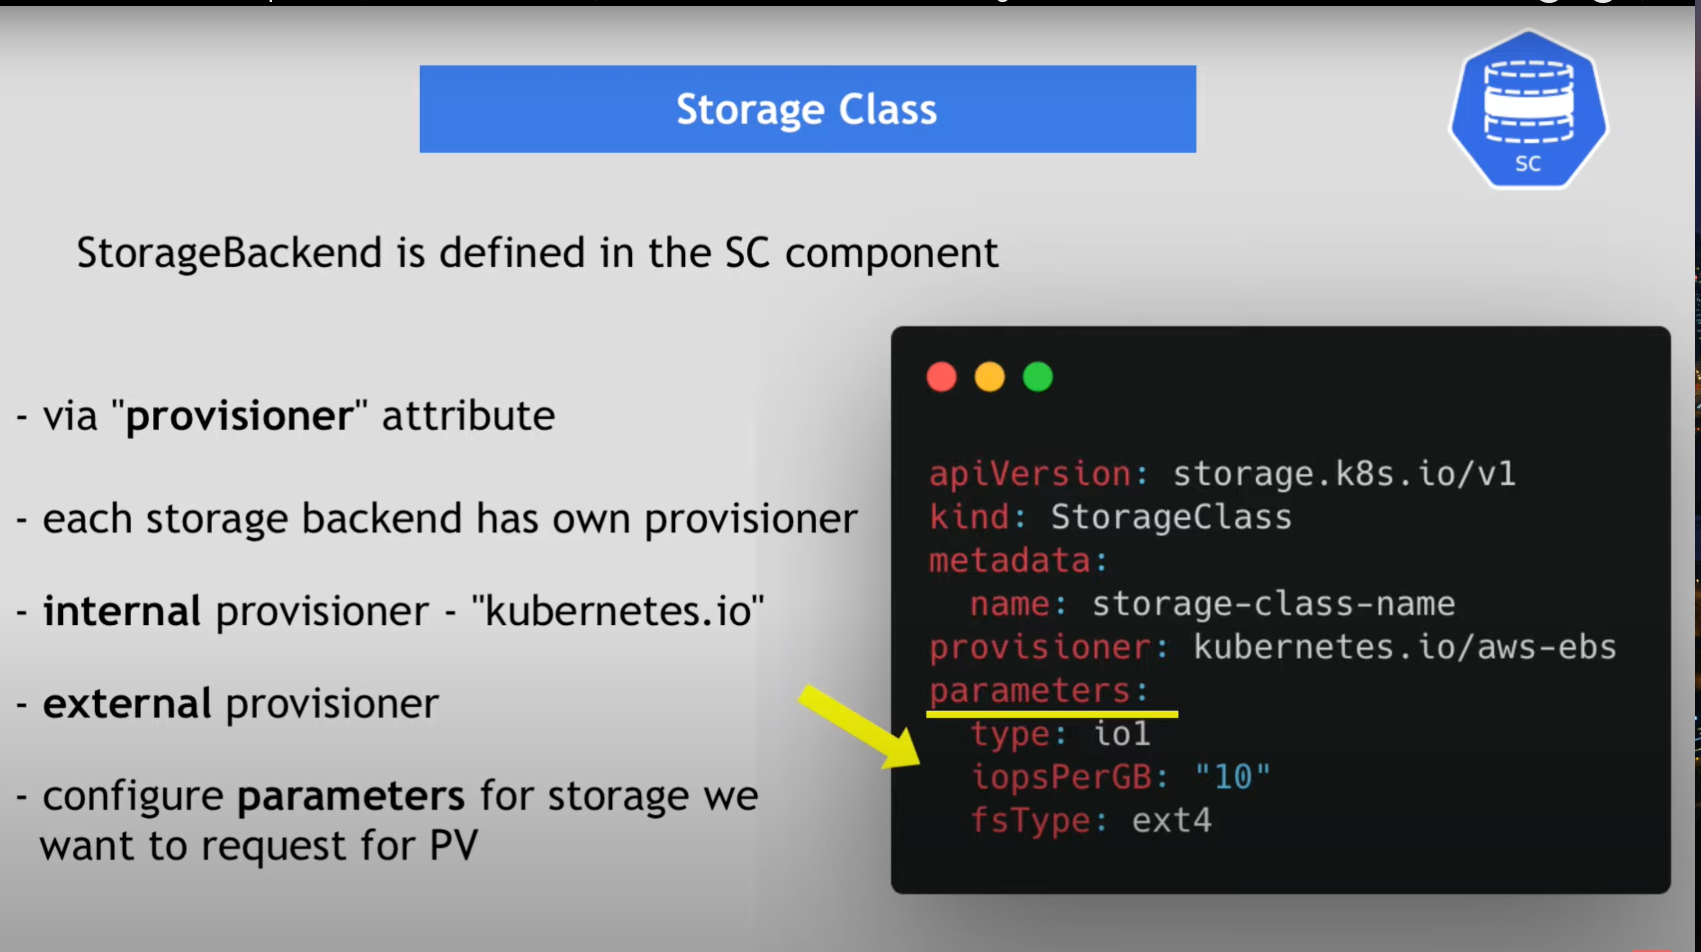 Storage Class
SC
StorageBackend is defined in the SC component
- via "provisioner" attribute
- each storage backend has own provisioner
- internal provisioner - "kubernetes.io"
- external provisioner
- configure parameters for storage we
want to request for PV
apiVersion: storage.k8s.io/v1
kind: StorageClass
metadata:
  name: storage-class-name
provisioner: kubernetes.io/aws-ebs
parameters:
  type: io1
  iopsPerGB: "10"
  fsType: ext4